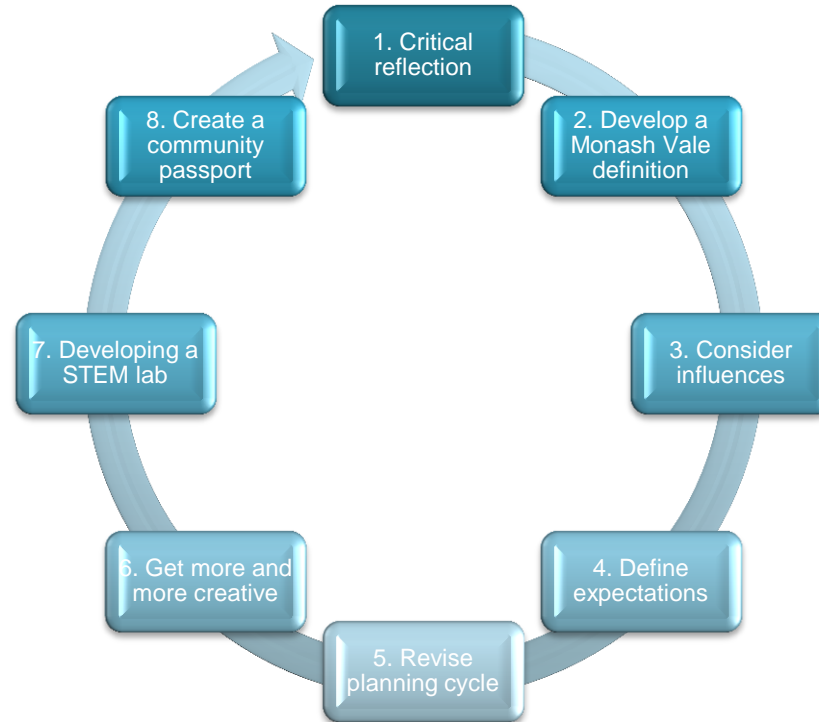 1. Critical
reflection
2. Develop a
Monash Vale
definition
3. Consider
influences
4. Define
expectations
5. Revise
planning cycle
6. Get more and
more creative
7. Developing a
STEM lab
8. Create a
community
passport